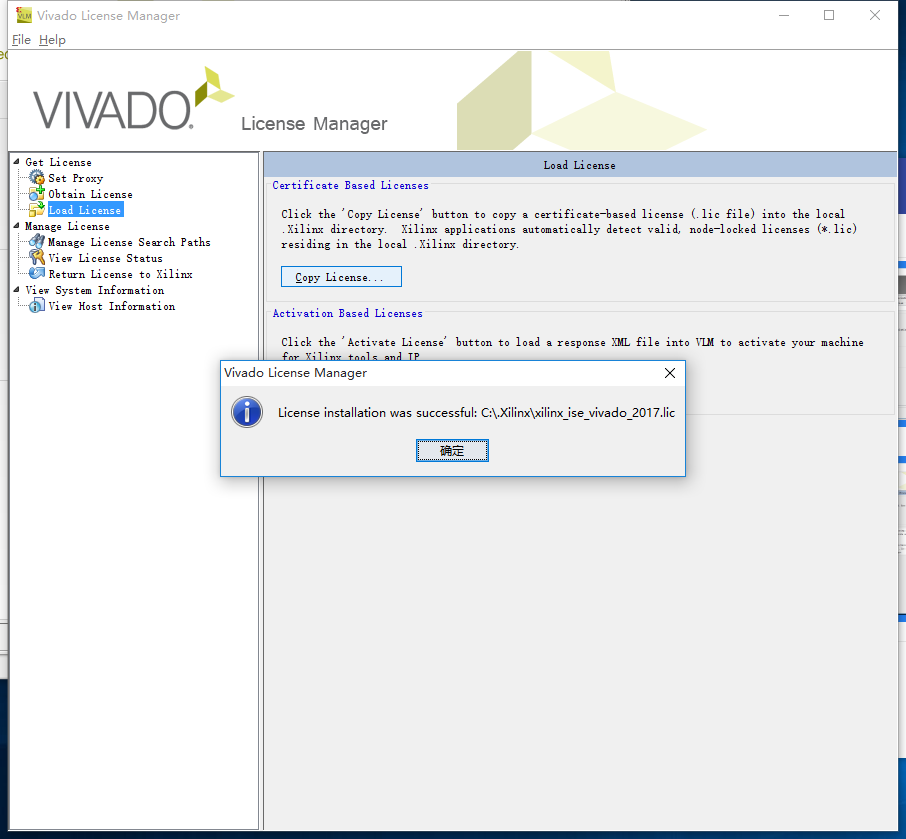 Vivado License Manager
File Help
VIVADO.
License Manager
Get License
Set Proxy
Obtain License
Load License
Manage License
Manage License Search Paths
View License Status
Return License to Xilinx
View System Information
View Host Information
Load License
Certificate Based Licenses
Click the 'Copy License' button to copy a certificate-based license (.lic file) into the local
.Xilinx directory. Xilinx applications automatically detect valid, node-locked licenses (*.lic)
residing in the local .Xilinx directory.
Copy License...
Activation Based Licenses
Click the 'Activate License' button to load a response XML file into VLM to activate your machine
for Xilinx tools and IP
Vivado License Manager
License installation was successful: C:\.Xilinx\xilinx_ise_vivado_2017.lic
确定